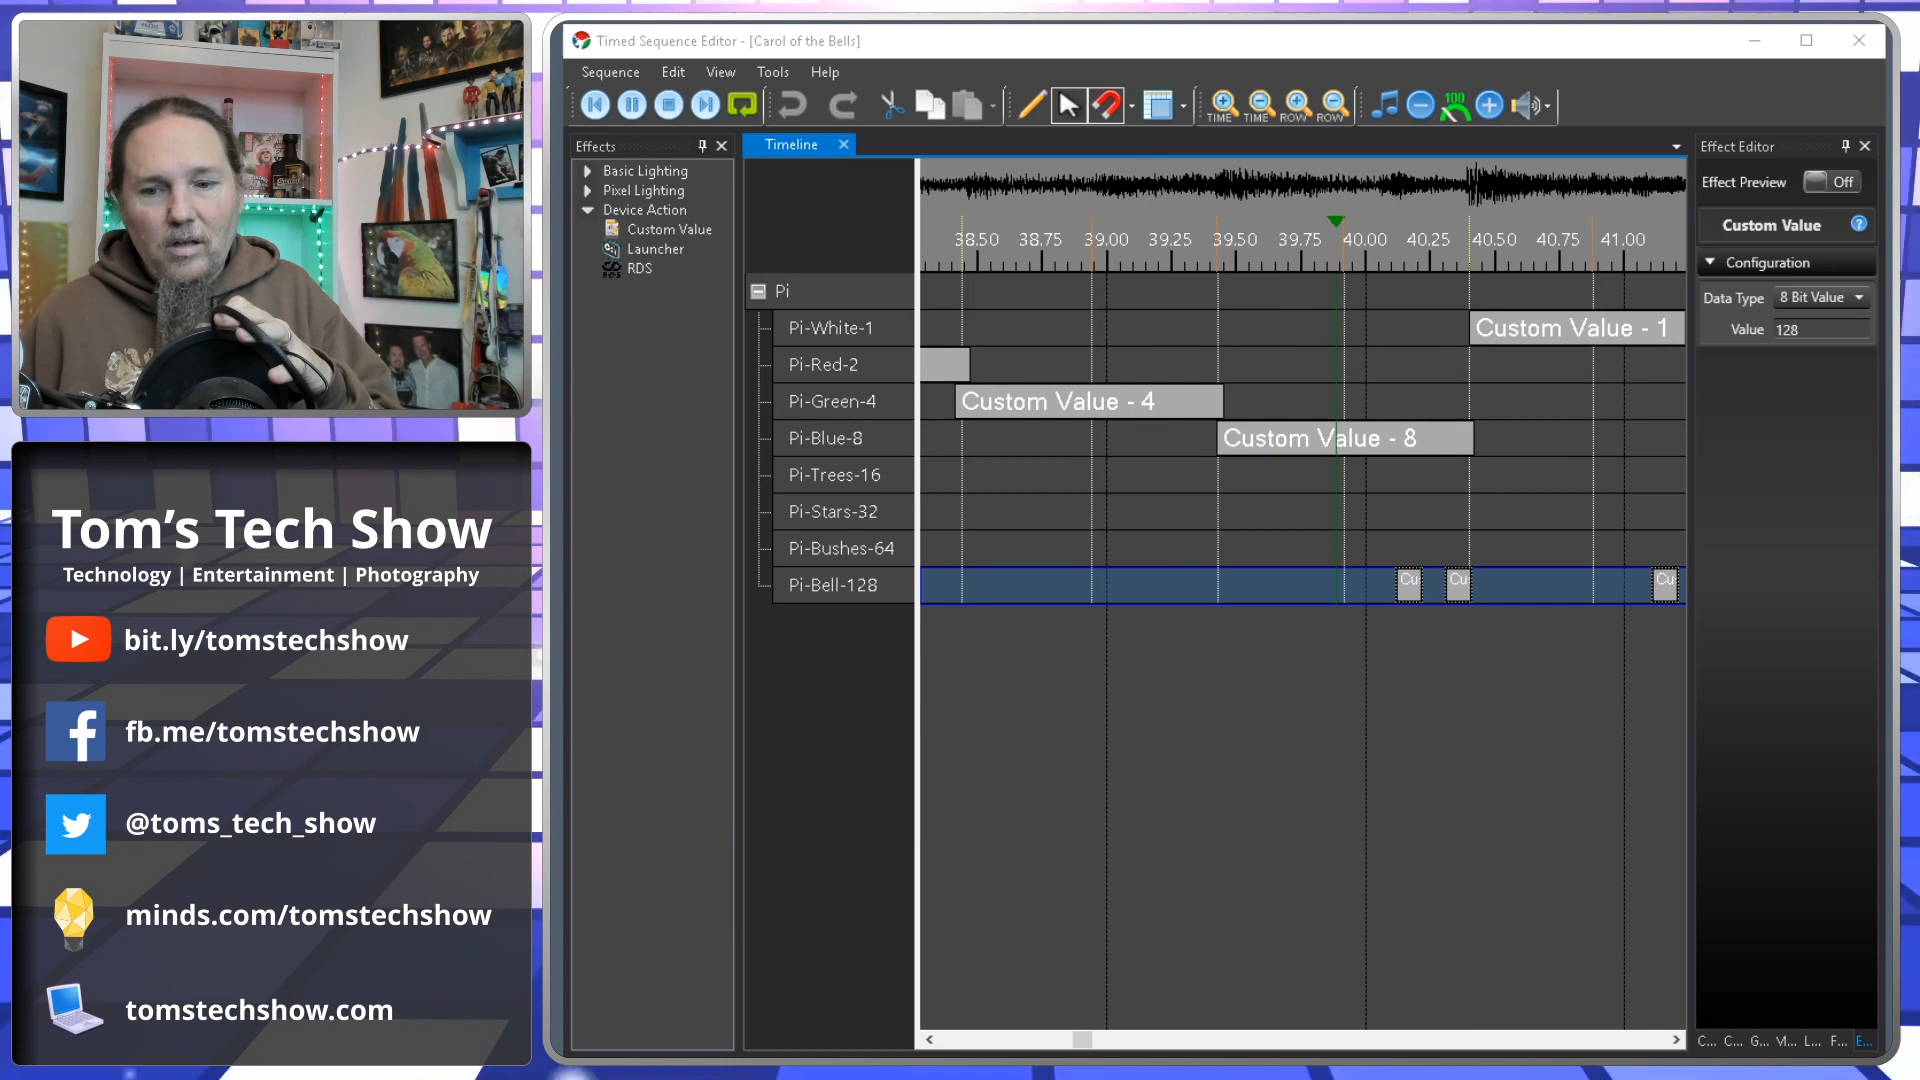 Timed Sequence Editor - [Carol of the Bells]
Sequence Edit View Tools Help
TIME TIME ROW ROW 100
Effects
Basic Lighting
Pixel Lighting
Device Action
Custom Value
Launcher
RDS
Timeline
38.50 38.75 39.00 39.25 39.50 39.75 40.00 40.25 40.50 40.75 41.00
Pi
Pi-White-1
Custom Value - 1
Pi-Red-2
Pi-Green-4
Custom Value - 4
Pi-Blue-8
Custom Value - 8
Pi-Trees-16
Pi-Stars-32
Pi-Bushes-64
Pi-Bell-128
Cu Cu Cu
Effect Editor
Effect Preview Off
Custom Value
Configuration
Data Type 8 Bit Value
Value 128
C... C... G... M... L... F... E...
Tom's Tech Show
Technology | Entertainment | Photography
bit.ly/tomstechshow
fb.me/tomstechshow
@toms_tech_show
minds.com/tomstechshow
tomstechshow.com